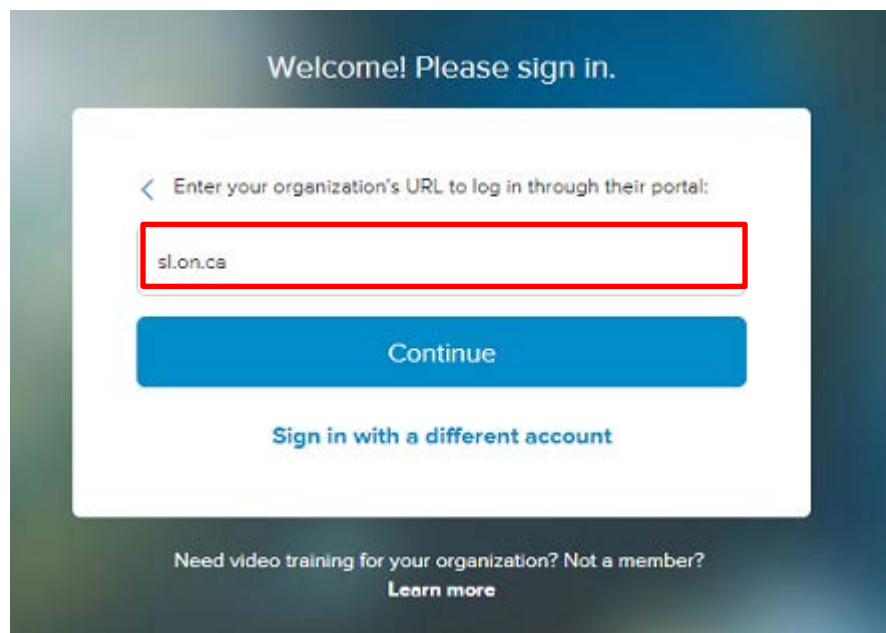 Welcome! Please sign in.
Enter your organization's URL to log in through their portal:
sl.on.ca
Continue
Sign in with a different account
Need video training for your organization? Not a member?
Learn more